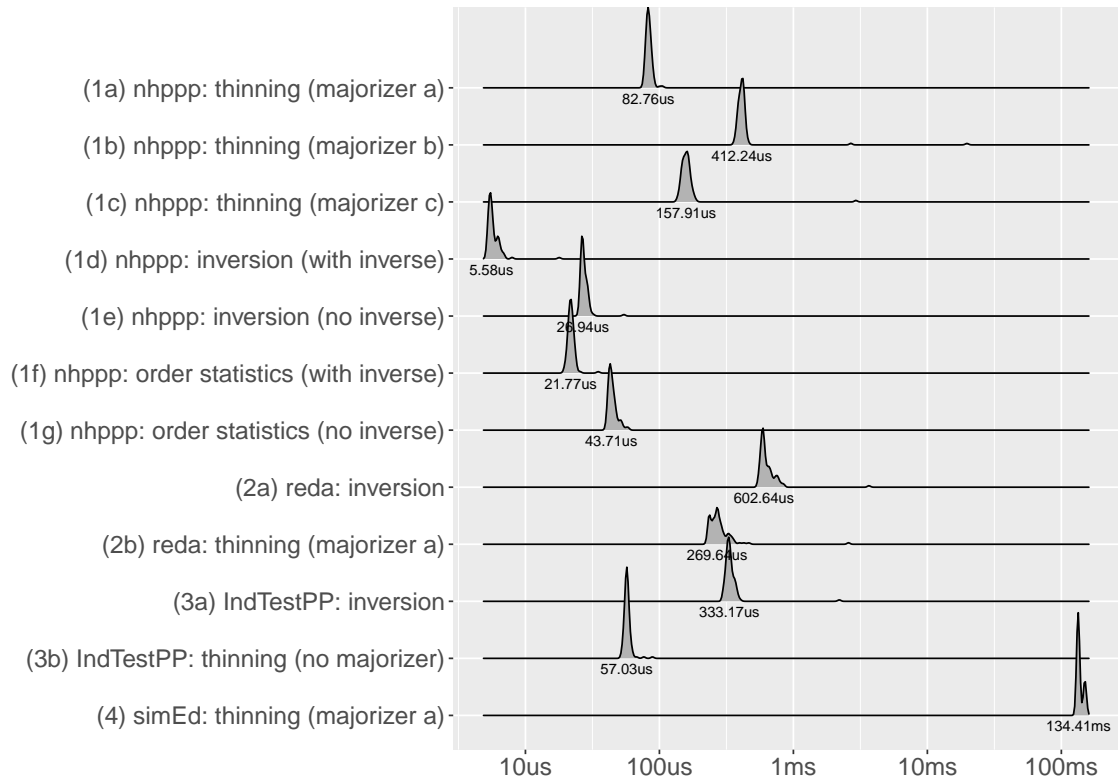 (1a) nhppp: thinning (majorizer a)
82.76us
(1b) nhppp: thinning (majorizer b)
412.24us
(1c) nhppp: thinning (majorizer c)
157.91us
(1d) nhppp: inversion (with inverse)
5.58us
(1e) nhppp: inversion (no inverse)
26.94us
(1f) nhppp: order statistics (with inverse)
21.77us
(1g) nhppp: order statistics (no inverse)
43.71us
(2a) reda: inversion
602.64us
(2b) reda: thinning (majorizer a)
269.64us
(3a) IndTestPP: inversion
333.17us
(3b) IndTestPP: thinning (no majorizer)
57.03us
(4) simEd: thinning (majorizer a)
134.41ms
10us 100us 1ms 10ms 100ms